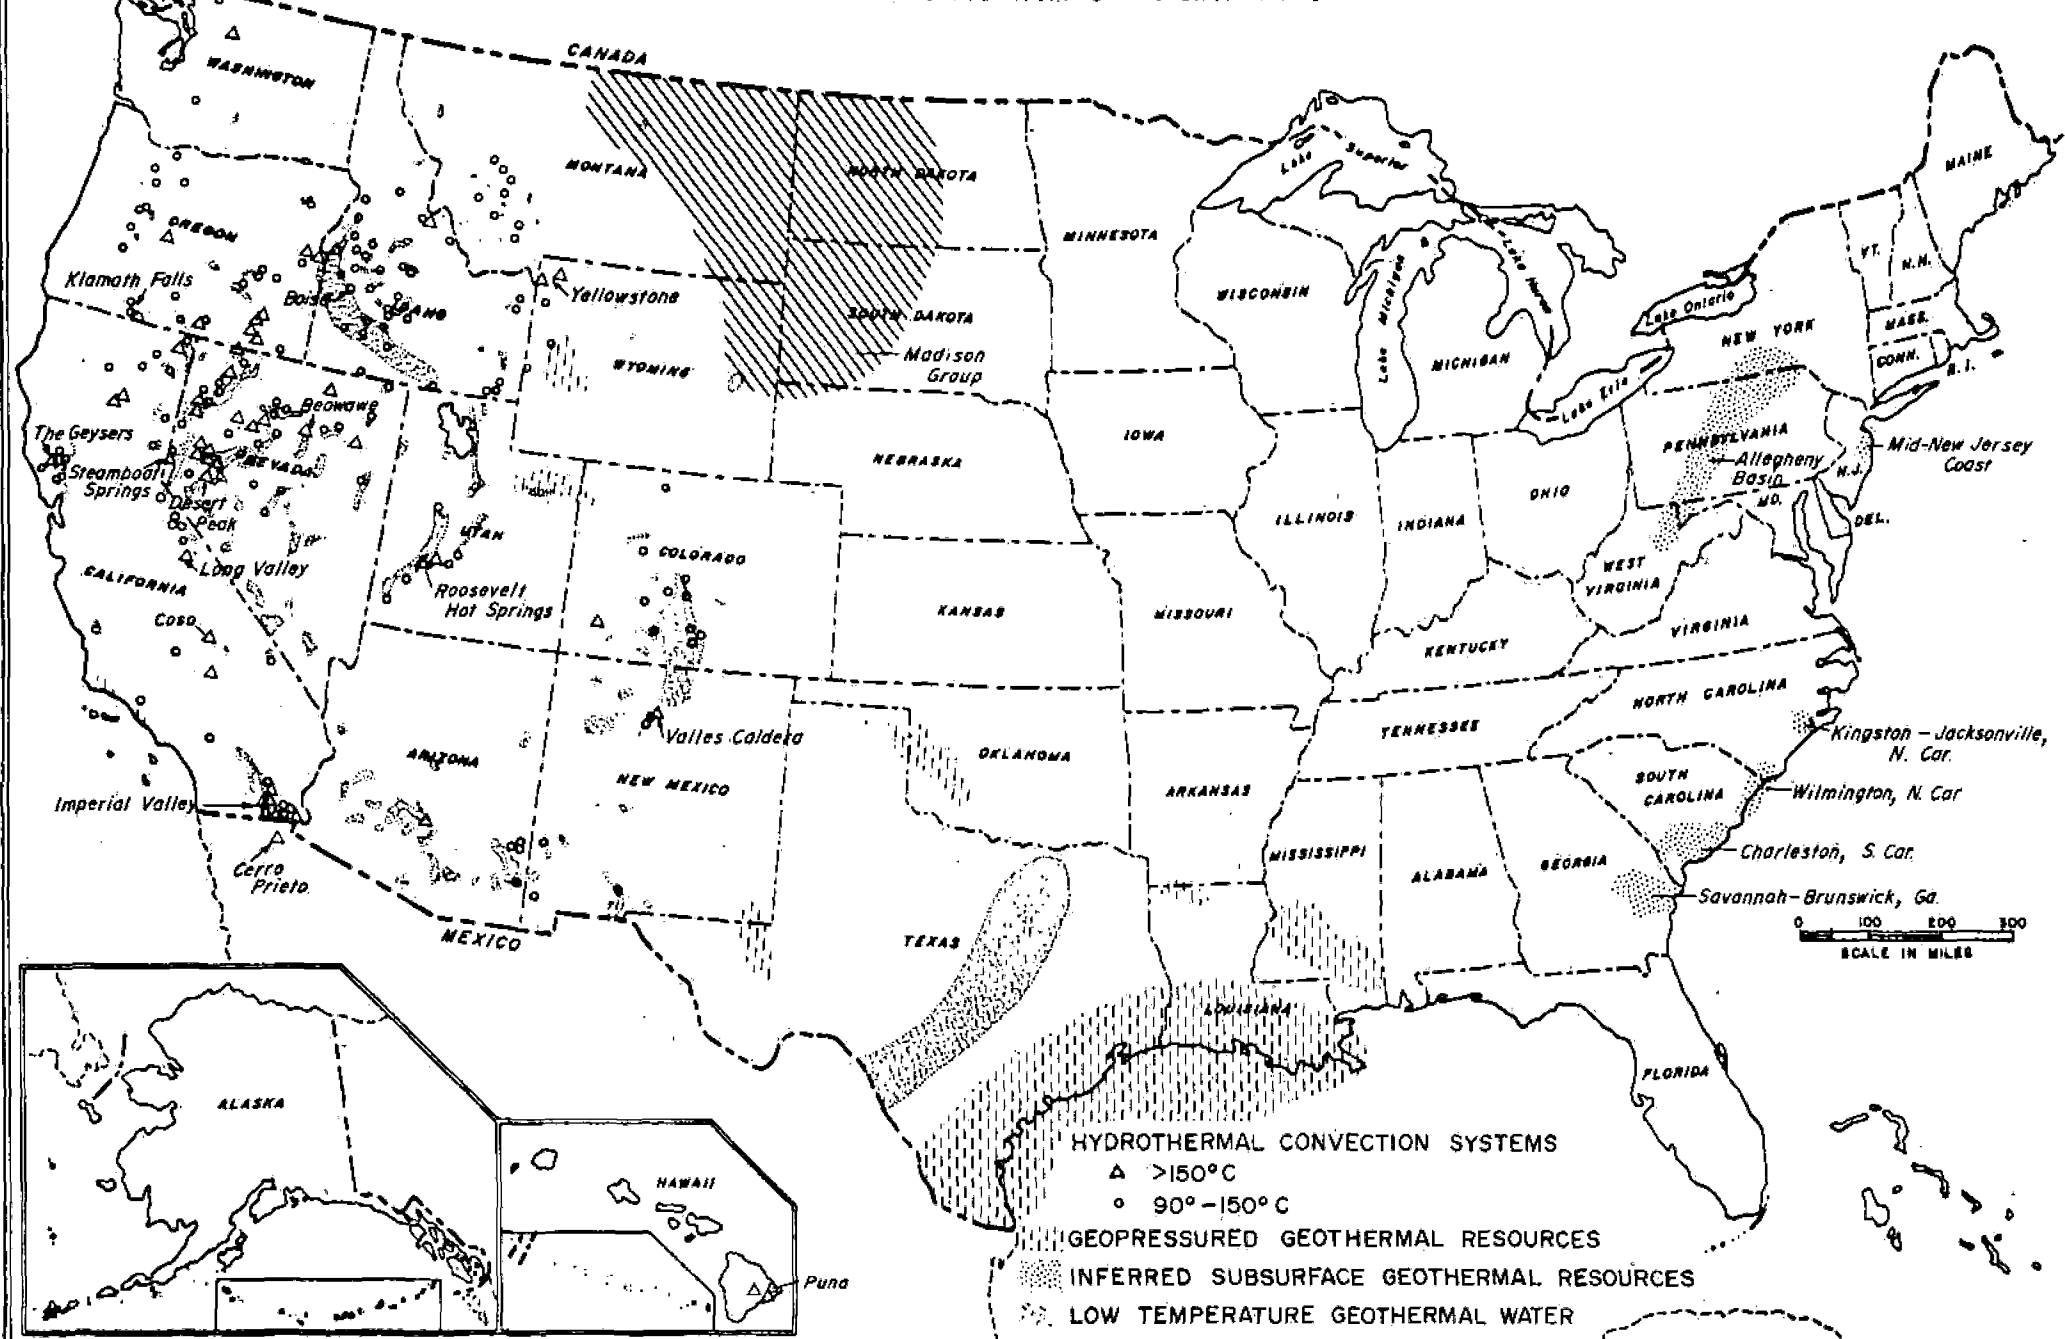 CANADA
WASHINGTON
MONTANA
NORTH DAKOTA
MINNESOTA
Lake Superior
MAINE
OREGON
Klamath Falls
Boise
IDAHO
Yellowstone
WYOMING
SOUTH DAKOTA
Madison
Group
WISCONSIN
Lake Michigan
Lake Huron
MICHIGAN
Lake Ontario
Lake Erie
NEW YORK
VT.
N.H.
MASS.
CONN.
R.I.
The Geysers
Steamboat
Springs
Beowawe
NEVADA
Desert
Peak
Long Valley
CALIFORNIA
Coso
UTAH
Roosevelt
Hot Springs
COLORADO
NEBRASKA
IOWA
KANSAS
MISSOURI
ILLINOIS
INDIANA
OHIO
PENNSYLVANIA
Allegheny
Basin
N.J.
Mid-New Jersey
Coast
MD.
DEL.
WEST
VIRGINIA
VIRGINIA
KENTUCKY
TENNESSEE
NORTH CAROLINA
Kingston - Jacksonville,
N. Car.
Wilmington, N. Car
SOUTH
CAROLINA
Charleston, S. Car.
GEORGIA
Savannah - Brunswick, Ga.
0 100 200 300
SCALE IN MILES
Imperial Valley
Cerro
Prieto
ARIZONA
Valles Caldera
NEW MEXICO
OKLAHOMA
ARKANSAS
MISSISSIPPI
ALABAMA
MEXICO
TEXAS
LOUISIANA
FLORIDA
ALASKA
HAWAII
Puna
HYDROTHERMAL CONVECTION SYSTEMS
>150°C
90° -150° C
GEOPRESSURED GEOTHERMAL RESOURCES
INFERRED SUBSURFACE GEOTHERMAL RESOURCES
LOW TEMPERATURE GEOTHERMAL WATER